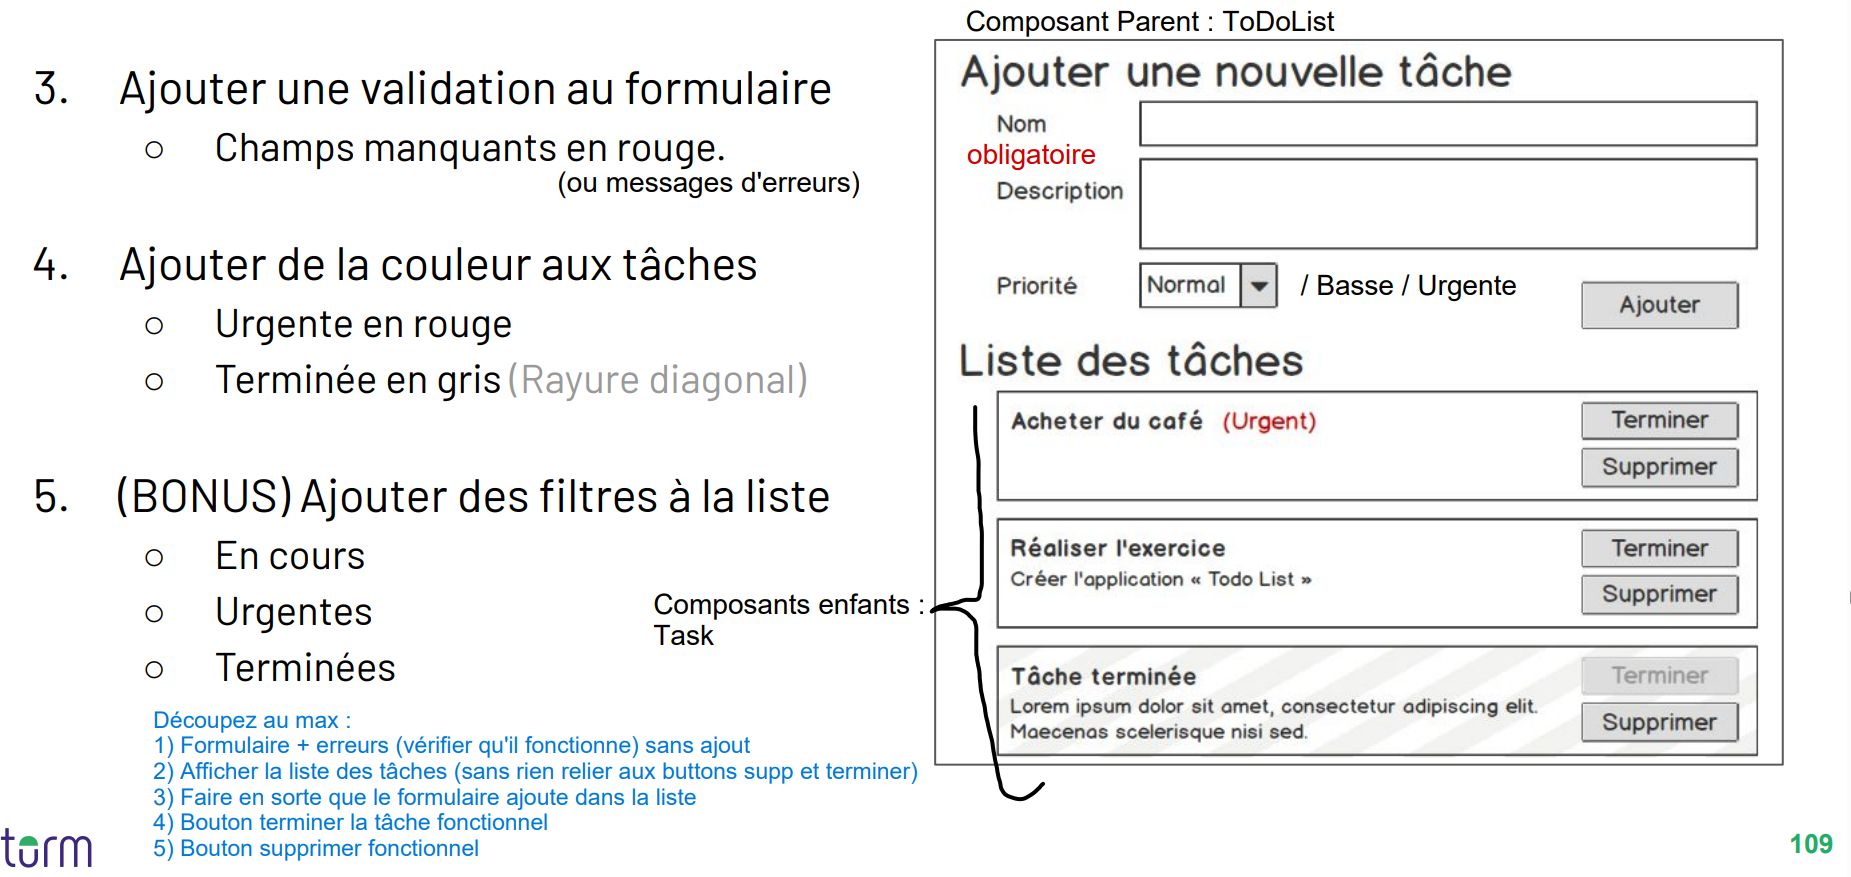 3. Ajouter une validation au formulaire
○ Champs manquants en rouge.
(ou messages d'erreurs)
4. Ajouter de la couleur aux tâches
○ Urgente en rouge
○ Terminée en gris (Rayure diagonal)
5. (BONUS) Ajouter des filtres à la liste
○ En cours
○ Urgentes
○ Terminées
Découpez au max :
1) Formulaire + erreurs (vérifier qu'il fonctionne) sans ajout
2) Afficher la liste des tâches (sans rien relier aux buttons supp et terminer)
3) Faire en sorte que le formulaire ajoute dans la liste
4) Bouton terminer la tâche fonctionnel
5) Bouton supprimer fonctionnel
Composants enfants :
Task
Composant Parent : ToDoList
Ajouter une nouvelle tâche
Nom
obligatoire
Description
Priorité Normal / Basse / Urgente
Ajouter
Liste des tâches
Acheter du café (Urgent) Terminer
Supprimer
Réaliser l'exercice Terminer
Créer l'application « Todo List »
Supprimer
Tâche terminée Terminer
Lorem ipsum dolor sit amet, consectetur adipiscing elit.
Maecenas scelerisque nisi sed. Supprimer
torm
109